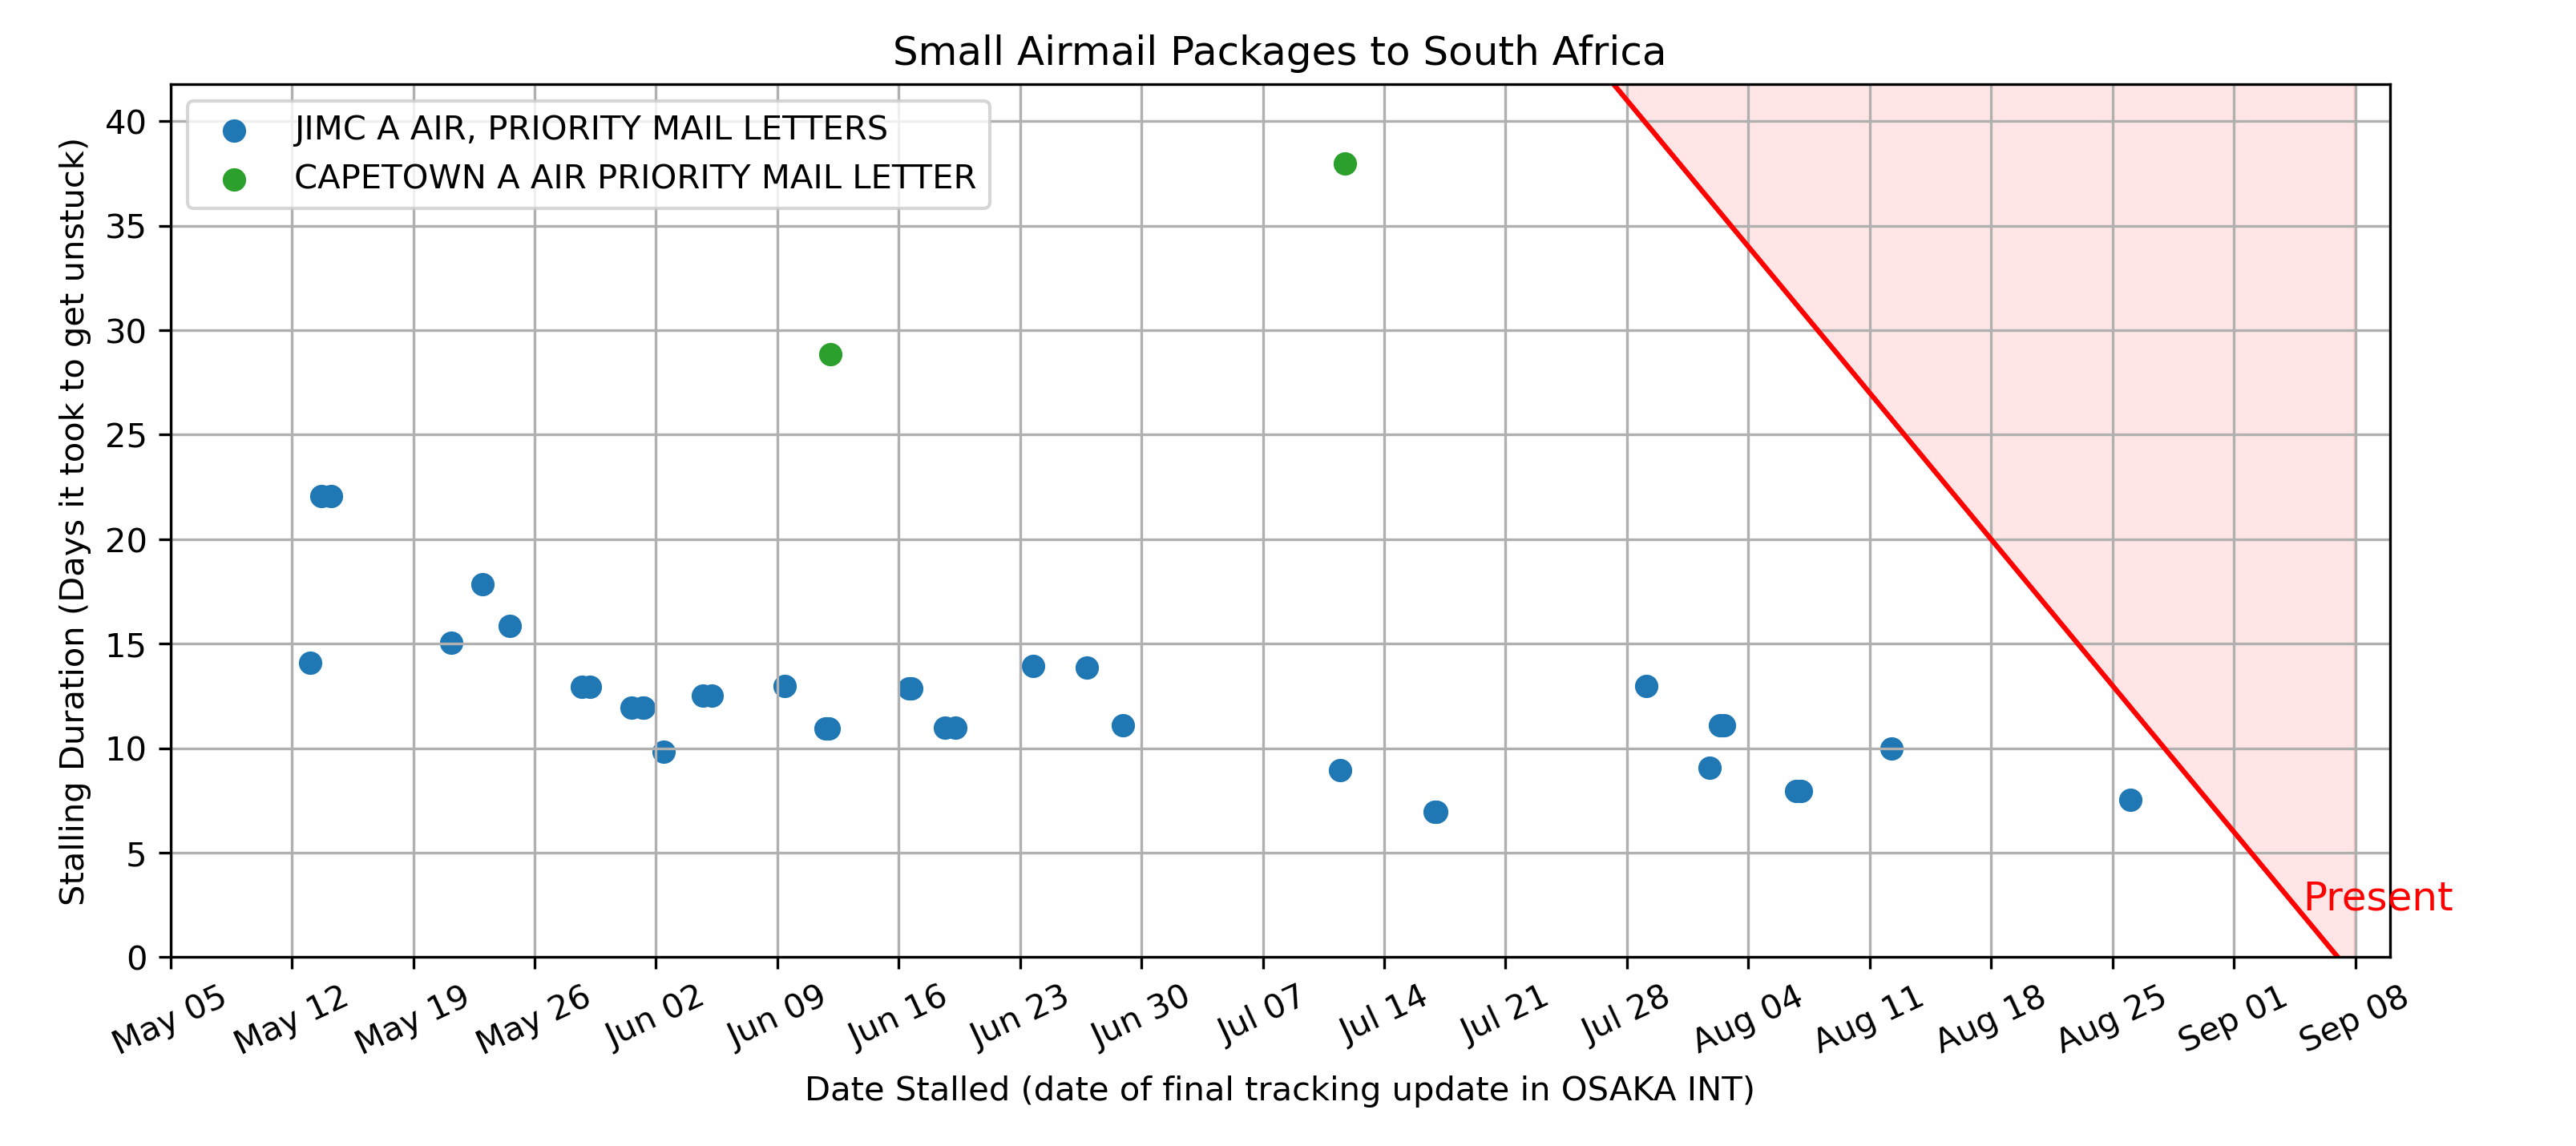 Small Airmail Packages to South Africa
JIMC A AIR, PRIORITY MAIL LETTERS
CAPETOWN A AIR PRIORITY MAIL LETTER
Stalling Duration (Days it took to get unstuck)
40
35
30
25
20
15
10
5
0
Present
May 05
May 12
May 19
May 26
Jun 02
Jun 09
Jun 16
Jun 23
Jun 30
Jul 07
Jul 14
Jul 21
Jul 28
Aug 04
Aug 11
Aug 18
Aug 25
Sep 01
Sep 08
Date Stalled (date of final tracking update in OSAKA INT)